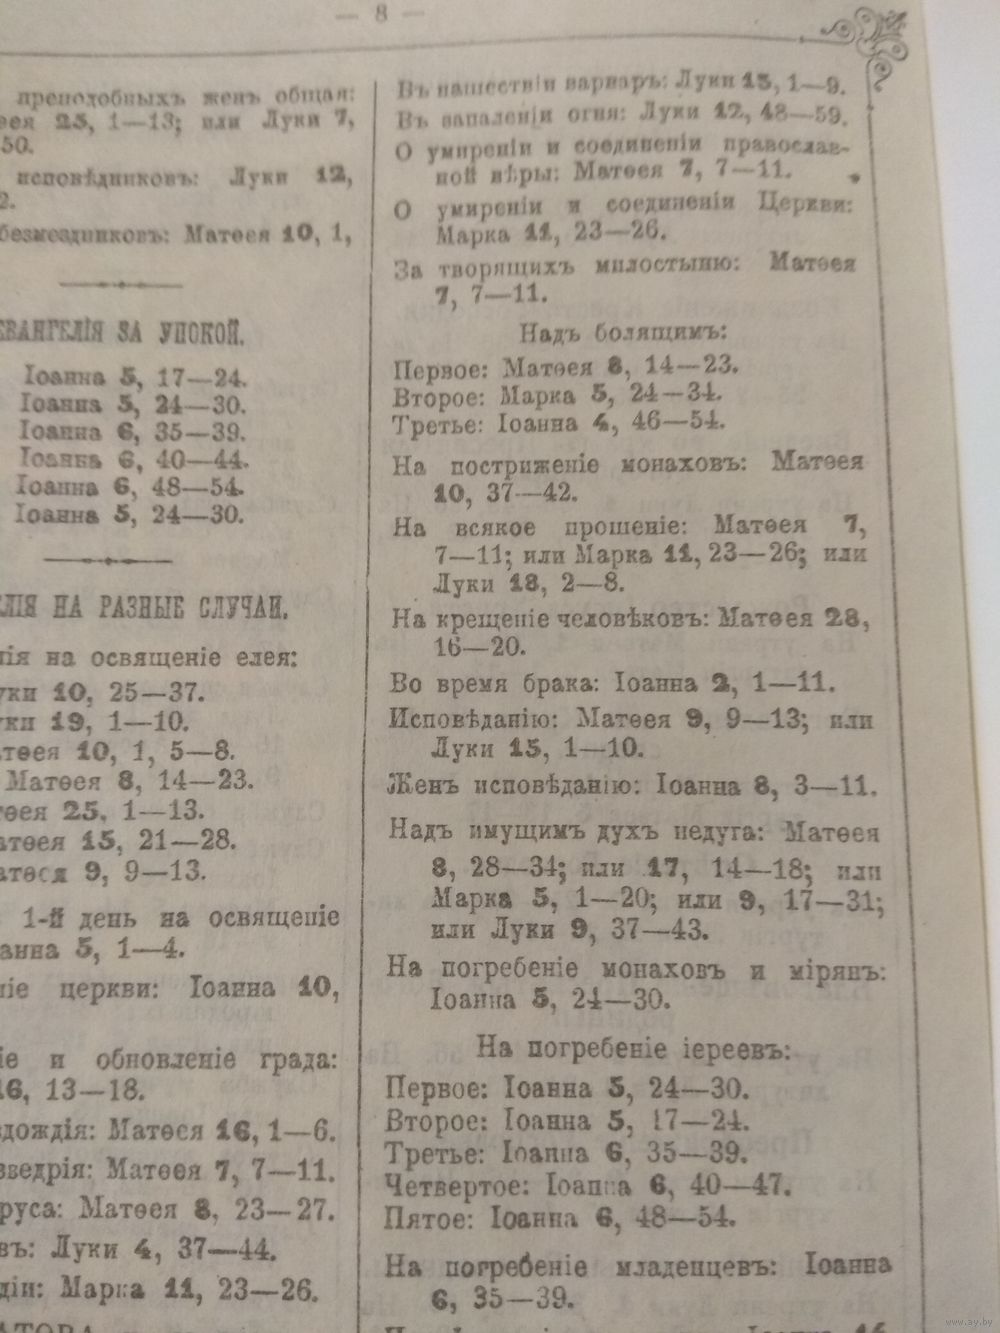 — 8 —
преподобныхъ женъ общая:
25, 1—13; или Луки 7,
50.
исповѣдниковъ: Луки 12,
2.
безмездниковъ: Матѳея 10, 1,
ЕВАНГЕЛІЯ ЗА УПОКОЙ.
Іоанна 5, 17—24.
Іоанна 5, 24—30.
Іоанна 6, 35—39.
Іоанна 6, 40—44.
Іоанна 6, 48—54.
Іоанна 5, 24—30.
ЛІЯ НА РАЗНЫЕ СЛУЧАИ.
лія на освященіе елея:
уки 10, 25—37.
уки 19, 1—10.
атѳея 10, 1, 5—8.
Матѳея 8, 14—23.
тѳея 25, 1—13.
атѳея 15, 21—28.
атѳея 9, 9—13.
1-й день на освященіе
оанна 5, 1—4.
ніе церкви: Іоанна 10,
іе и обновленіе града:
16, 13—18.
здождія: Матѳея 16, 1—6.
зведрія: Матѳея 7, 7—11.
руса: Матѳея 8, 23—27.
въ: Луки 4, 37—44.
діи: Марка 11, 23—26.
Въ нашествіи варвар: Луки 13, 1—9.
Въ запаленіи огня: Луки 12, 48—59.
О умиреніи и соединеніи православ-
ной вѣры: Матѳея 7, 7—11.
О умиреніи и соединеніи Церкви:
Марка 11, 23—26.
За творящихъ милостыню: Матѳея
7, 7—11.
Надъ болящимъ:
Первое: Матѳея 8, 14—23.
Второе: Марка 5, 24—34.
Третье: Іоанна 4, 46—54.
На постриженіе монаховъ: Матѳея
10, 37—42.
На всякое прошеніе: Матѳея 7,
7—11; или Марка 11, 23—26; или
Луки 18, 2—8.
На крещеніе человѣковъ: Матѳея 28,
16—20.
Во время брака: Іоанна 2, 1—11.
Исповѣданію: Матѳея 9, 9—13; или
Луки 15, 1—10.
Женъ исповѣданію: Іоанна 8, 3—11.
Надъ имущимъ духъ недуга: Матѳея
8, 28—34; или 17, 14—18; или
Марка 5, 1—20; или 9, 17—31;
или Луки 9, 37—43.
На погребеніе монаховъ и мірянъ:
Іоанна 5, 24—30.
На погребеніе іереевъ:
Первое: Іоанна 5, 24—30.
Второе: Іоанна 5, 17—24.
Третье: Іоанна 6, 35—39.
Четвертое: Іоанна 6, 40—47.
Пятое: Іоанна 6, 48—54.
На погребеніе младенцевъ: Іоанна
6, 35—39.
www.ay.by